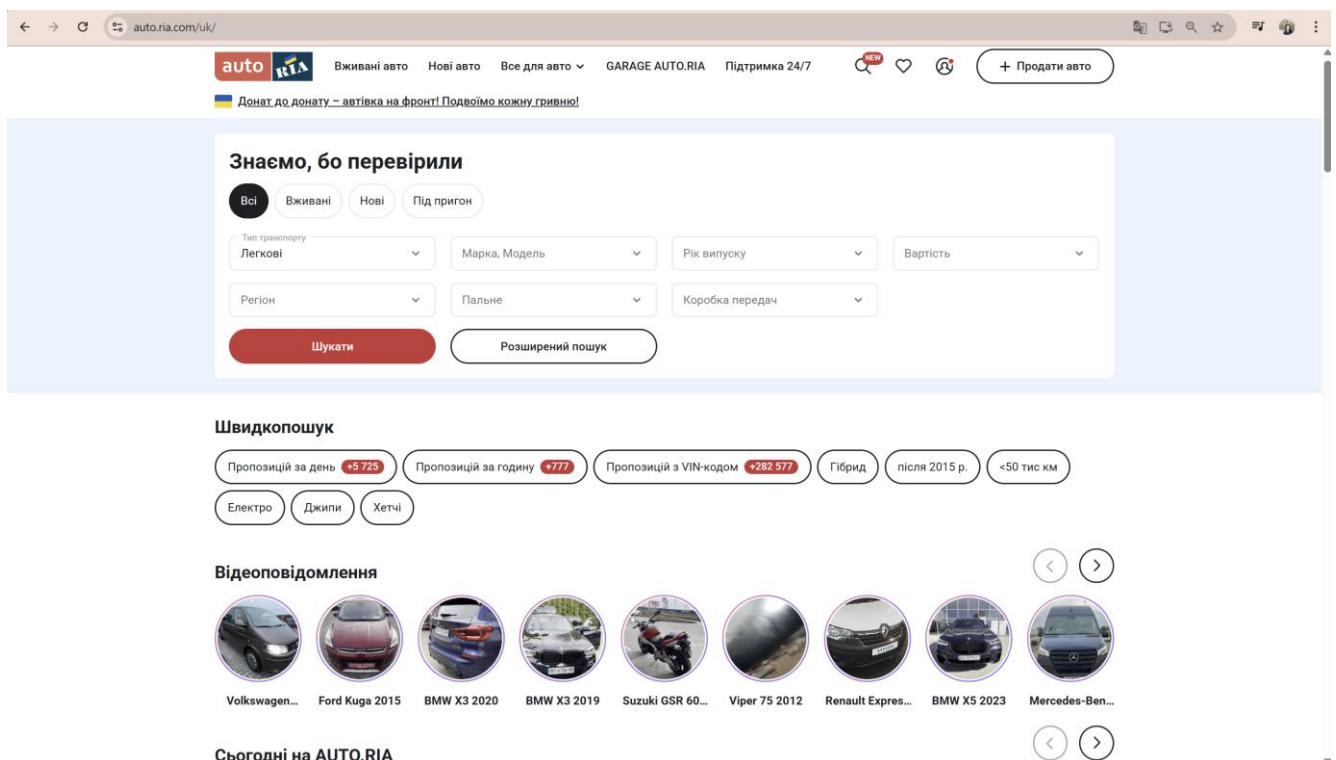 auto.ria.com/uk/
auto RIA Вживані авто Нові авто Все для авто GARAGE AUTO.RIA Підтримка 24/7 NEW + Продати авто
Донат до донату – автівка на фронт! Подвоїмо кожну гривню!
Знаємо, бо перевірили
Всі Вживані Нові Під пригон
Тип транспорту
Легкові Марка, Модель Рік випуску Вартість
Регіон Пальне Коробка передач
Шукати Розширений пошук
Швидкопошук
Пропозицій за день +5 725 Пропозицій за годину +777 Пропозицій з VIN-кодом +282 577 Гібрид після 2015 р. <50 тис км
Електро Джипи Хетчі
Відеоповідомлення
Volkswagen... Ford Kuga 2015 BMW X3 2020 BMW X3 2019 Suzuki GSR 60... Viper 75 2012 Renault Expres... BMW X5 2023 Mercedes-Ben...
Сьогодні на AUTO.RIA